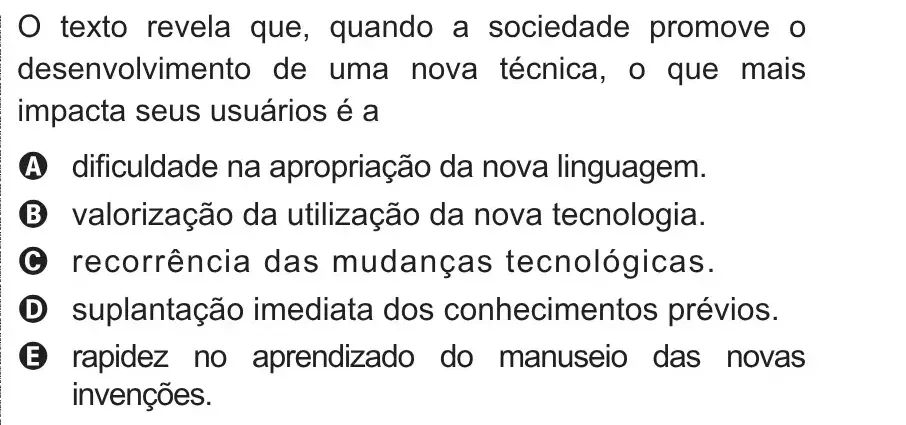 O texto revela que, quando a sociedade promove o
desenvolvimento de uma nova técnica, o que mais
impacta seus usuários é a
A dificuldade na apropriação da nova linguagem.
B valorização da utilização da nova tecnologia.
C recorrência das mudanças tecnológicas.
D suplantação imediata dos conhecimentos prévios.
E rapidez no aprendizado do manuseio das novas
invenções.